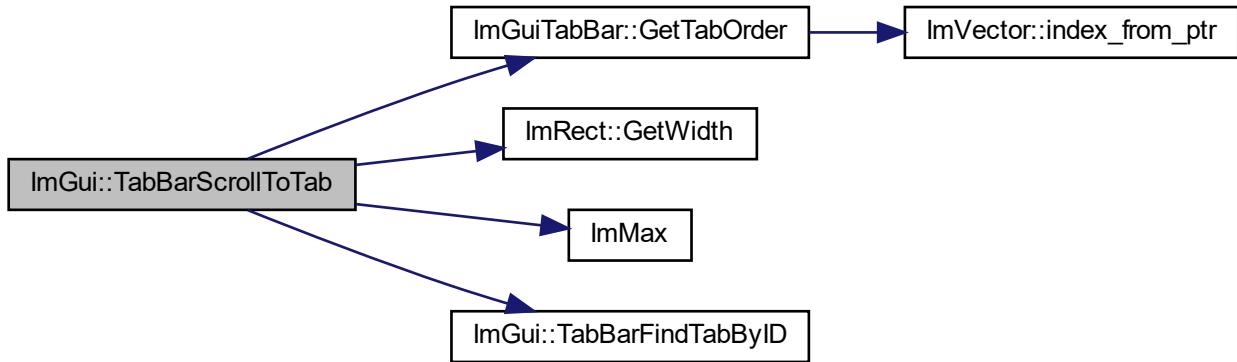 ImGuiTabBar::GetTabOrder
ImVector::index_from_ptr
ImRect::GetWidth
ImGui::TabBarScrollToTab
ImMax
ImGui::TabBarFindTabByID